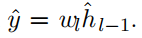 ŷ = w_l ĥ_{l−1}.